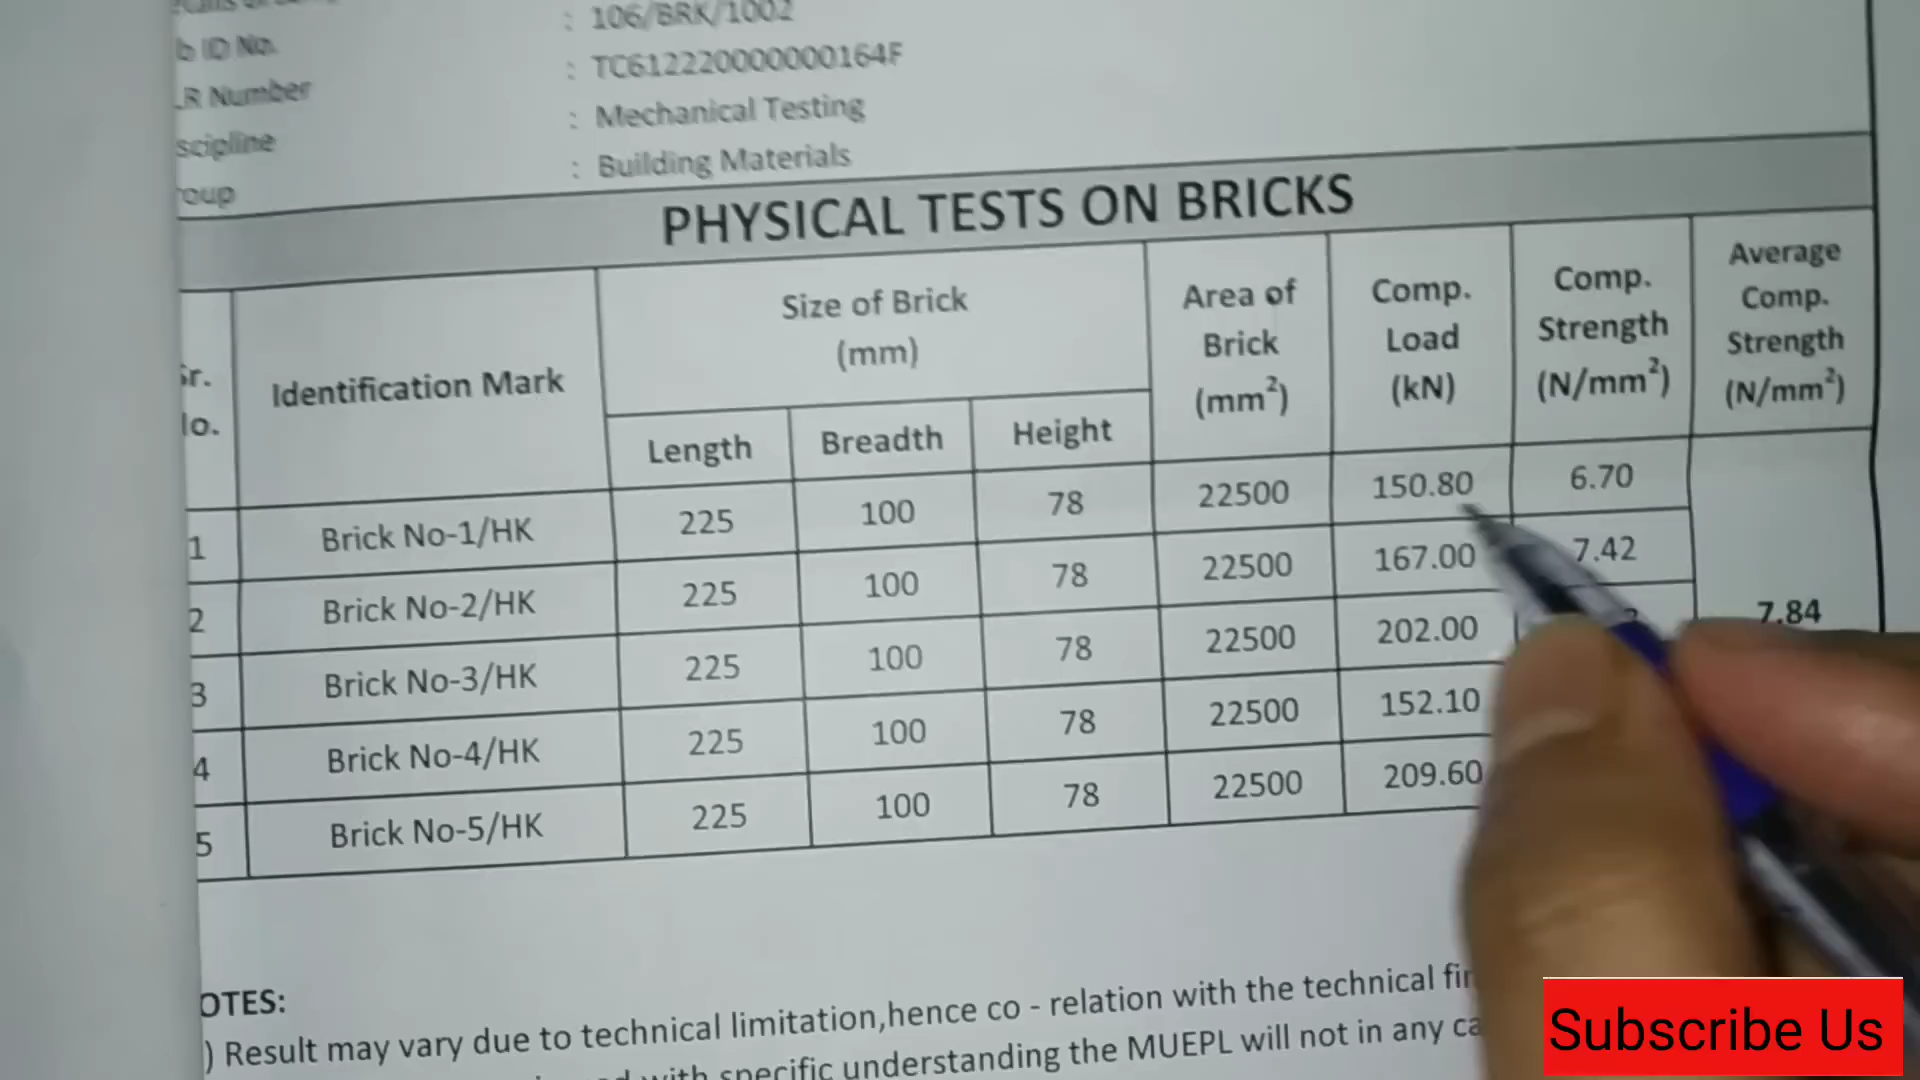 : 106/BRK/1002
b ID No. : TC612220000000164F
LR Number : Mechanical Testing
scipline : Building Materials
roup
PHYSICAL TESTS ON BRICKS
Sr. No. Identification Mark Size of Brick (mm) Area of Brick (mm²) Comp. Load (kN) Comp. Strength (N/mm²) Average Comp. Strength (N/mm²)
Length Breadth Height
1 Brick No-1/HK 225 100 78 22500 150.80 6.70
2 Brick No-2/HK 225 100 78 22500 167.00 7.42
3 Brick No-3/HK 225 100 78 22500 202.00 7.84
4 Brick No-4/HK 225 100 78 22500 152.10
5 Brick No-5/HK 225 100 78 22500 209.60
OTES:
) Result may vary due to technical limitation,hence co - relation with the technical
with specific understanding the MUEPL will not in any
Subscribe Us